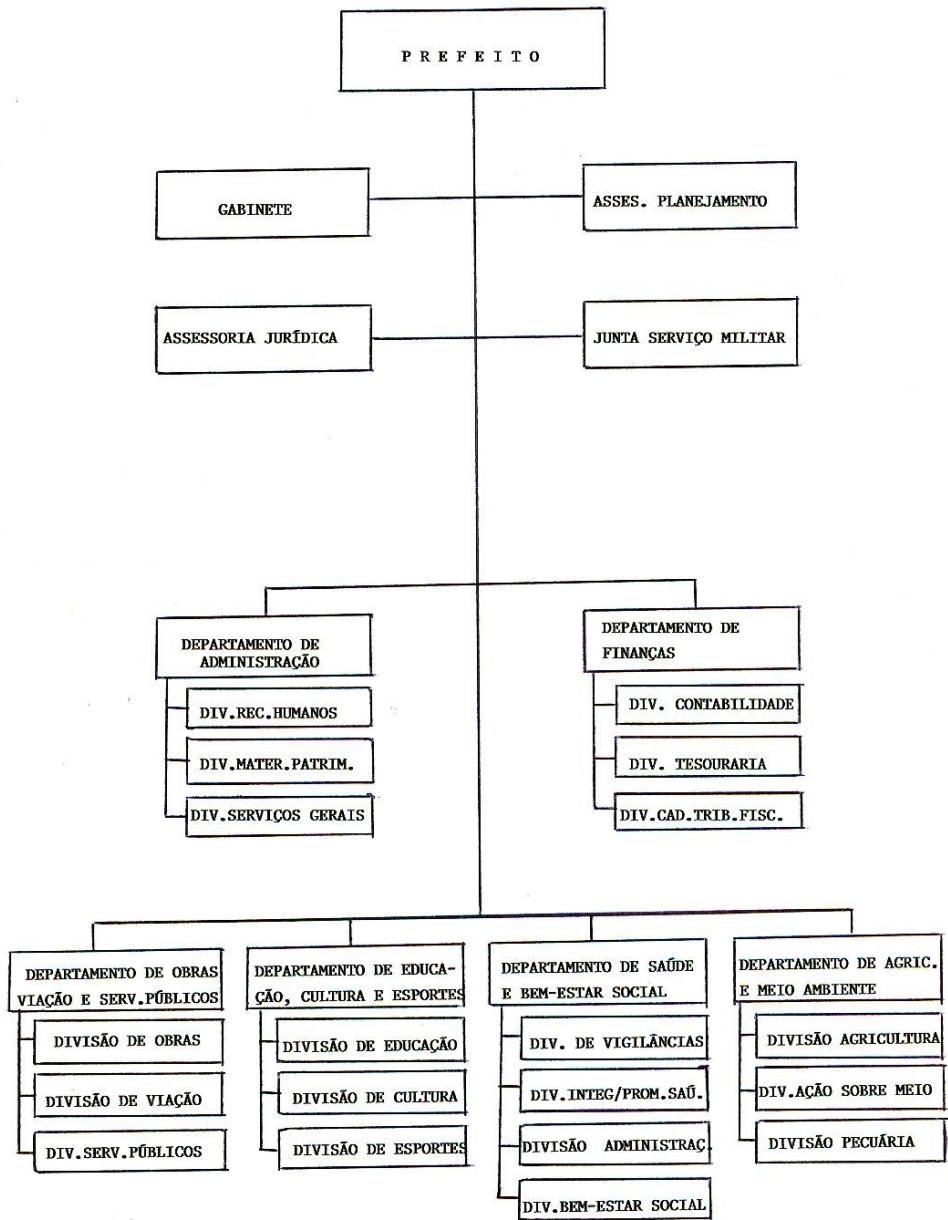 P R E F E I T O
GABINETE
ASSES. PLANEJAMENTO
ASSESSORIA JURÍDICA
JUNTA SERVIÇO MILITAR
DEPARTAMENTO DE
ADMINISTRAÇÃO
DIV.REC.HUMANOS
DIV.MATER.PATRIM.
DIV.SERVIÇOS GERAIS
DEPARTAMENTO DE
FINANÇAS
DIV. CONTABILIDADE
DIV. TESOURARIA
DIV.CAD.TRIB.FISC.
DEPARTAMENTO DE OBRAS
VIAÇÃO E SERV.PÚBLICOS
DIVISÃO DE OBRAS
DIVISÃO DE VIAÇÃO
DIV.SERV.PÚBLICOS
DEPARTAMENTO DE EDUCA-
ÇÃO, CULTURA E ESPORTES
DIVISÃO DE EDUCAÇÃO
DIVISÃO DE CULTURA
DIVISÃO DE ESPORTES
DEPARTAMENTO DE SAÚDE
E BEM-ESTAR SOCIAL
DIV. DE VIGILÂNCIAS
DIV.INTEG/PROM.SAÚ.
DIVISÃO ADMINISTRAÇ.
DIV.BEM-ESTAR SOCIAL
DEPARTAMENTO DE AGRIC.
E MEIO AMBIENTE
DIVISÃO AGRICULTURA
DIV.AÇÃO SOBRE MEIO
DIVISÃO PECUÁRIA